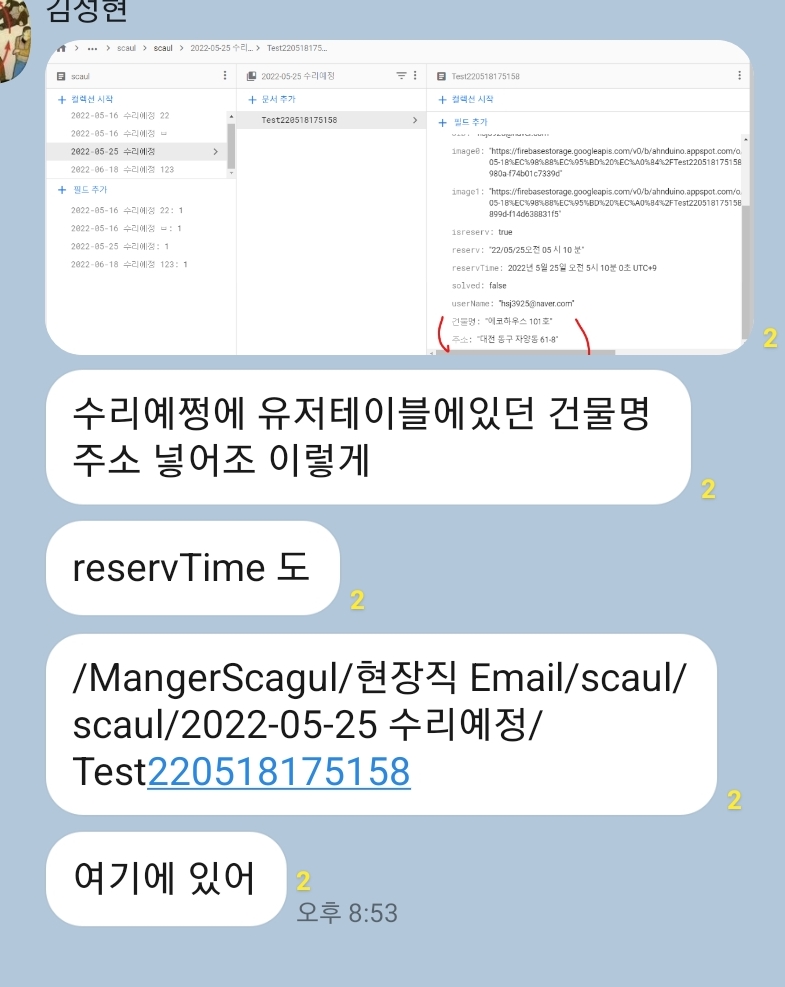 김성현
> ••• > scaul > scaul > 2022-05-25 수리... > Test220518175...
scaul
2022-05-25 수리예정
Test220518175158
+ 컬렉션 시작
+ 문서 추가
+ 컬렉션 시작
2022-05-16 수리예정 22
2022-05-16 수리예정 ㅁ
2022-05-25 수리예정
2022-06-18 수리예정 123
+ 필드 추가
2022-05-16 수리예정 22: 1
2022-05-16 수리예정 ㅁ: 1
2022-05-25 수리예정: 1
2022-06-18 수리예정 123: 1
Test220518175158
+ 필드 추가
image0: "https://firebasestorage.googleapis.com/v0/b/ahnduino.appspot.com/o
05-18%EC%98%88%EC%95%BD%20%EC%A0%84%2FTest220518175158
980a-f74b01c7339d"
image1: "https://firebasestorage.googleapis.com/v0/b/ahnduino.appspot.com/o
05-18%EC%98%88%EC%95%BD%20%EC%A0%84%2FTest220518175158
899d-f14d638831f5"
isreserv: true
reserv: "22/05/25오전 05 시 10 분"
reservTime: 2022년 5월 25일 오전 5시 10분 0초 UTC+9
solved: false
userName: "hsj3925@naver.com"
건물명: "에코하우스 101호"
주소: "대전 동구 자양동 61-8"
2
수리예쩡에 유저테이블에있던 건물명
주소 넣어조 이렇게
2
reservTime 도
2
/MangerScagul/현장직 Email/scaul/
scaul/2022-05-25 수리예정/
Test220518175158
2
여기에 있어
2
오후 8:53